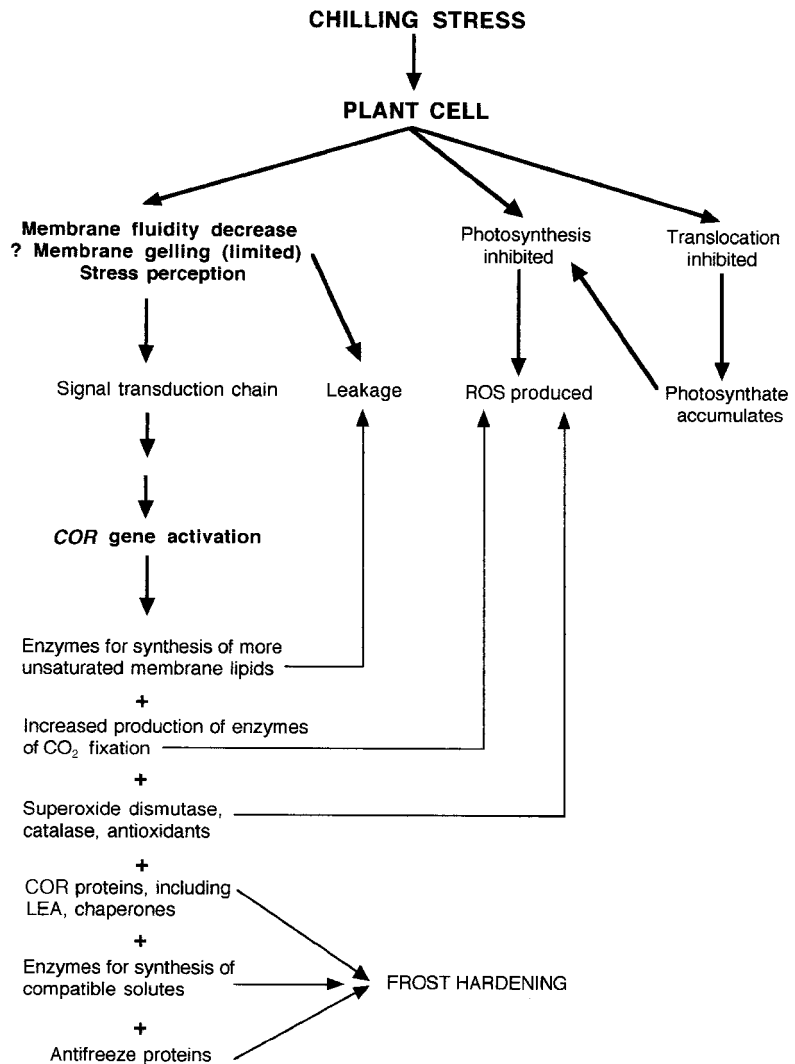 CHILLING STRESS
PLANT CELL
Membrane fluidity decrease
? Membrane gelling (limited)
Stress perception
Photosynthesis
inhibited
Translocation
inhibited
Signal transduction chain
Leakage
ROS produced
Photosynthate
accumulates
COR gene activation
Enzymes for synthesis of more
unsaturated membrane lipids
+
Increased production of enzymes
of CO₂ fixation
+
Superoxide dismutase,
catalase, antioxidants
+
COR proteins, including
LEA, chaperones
+
Enzymes for synthesis of
compatible solutes
FROST HARDENING
+
Antifreeze proteins